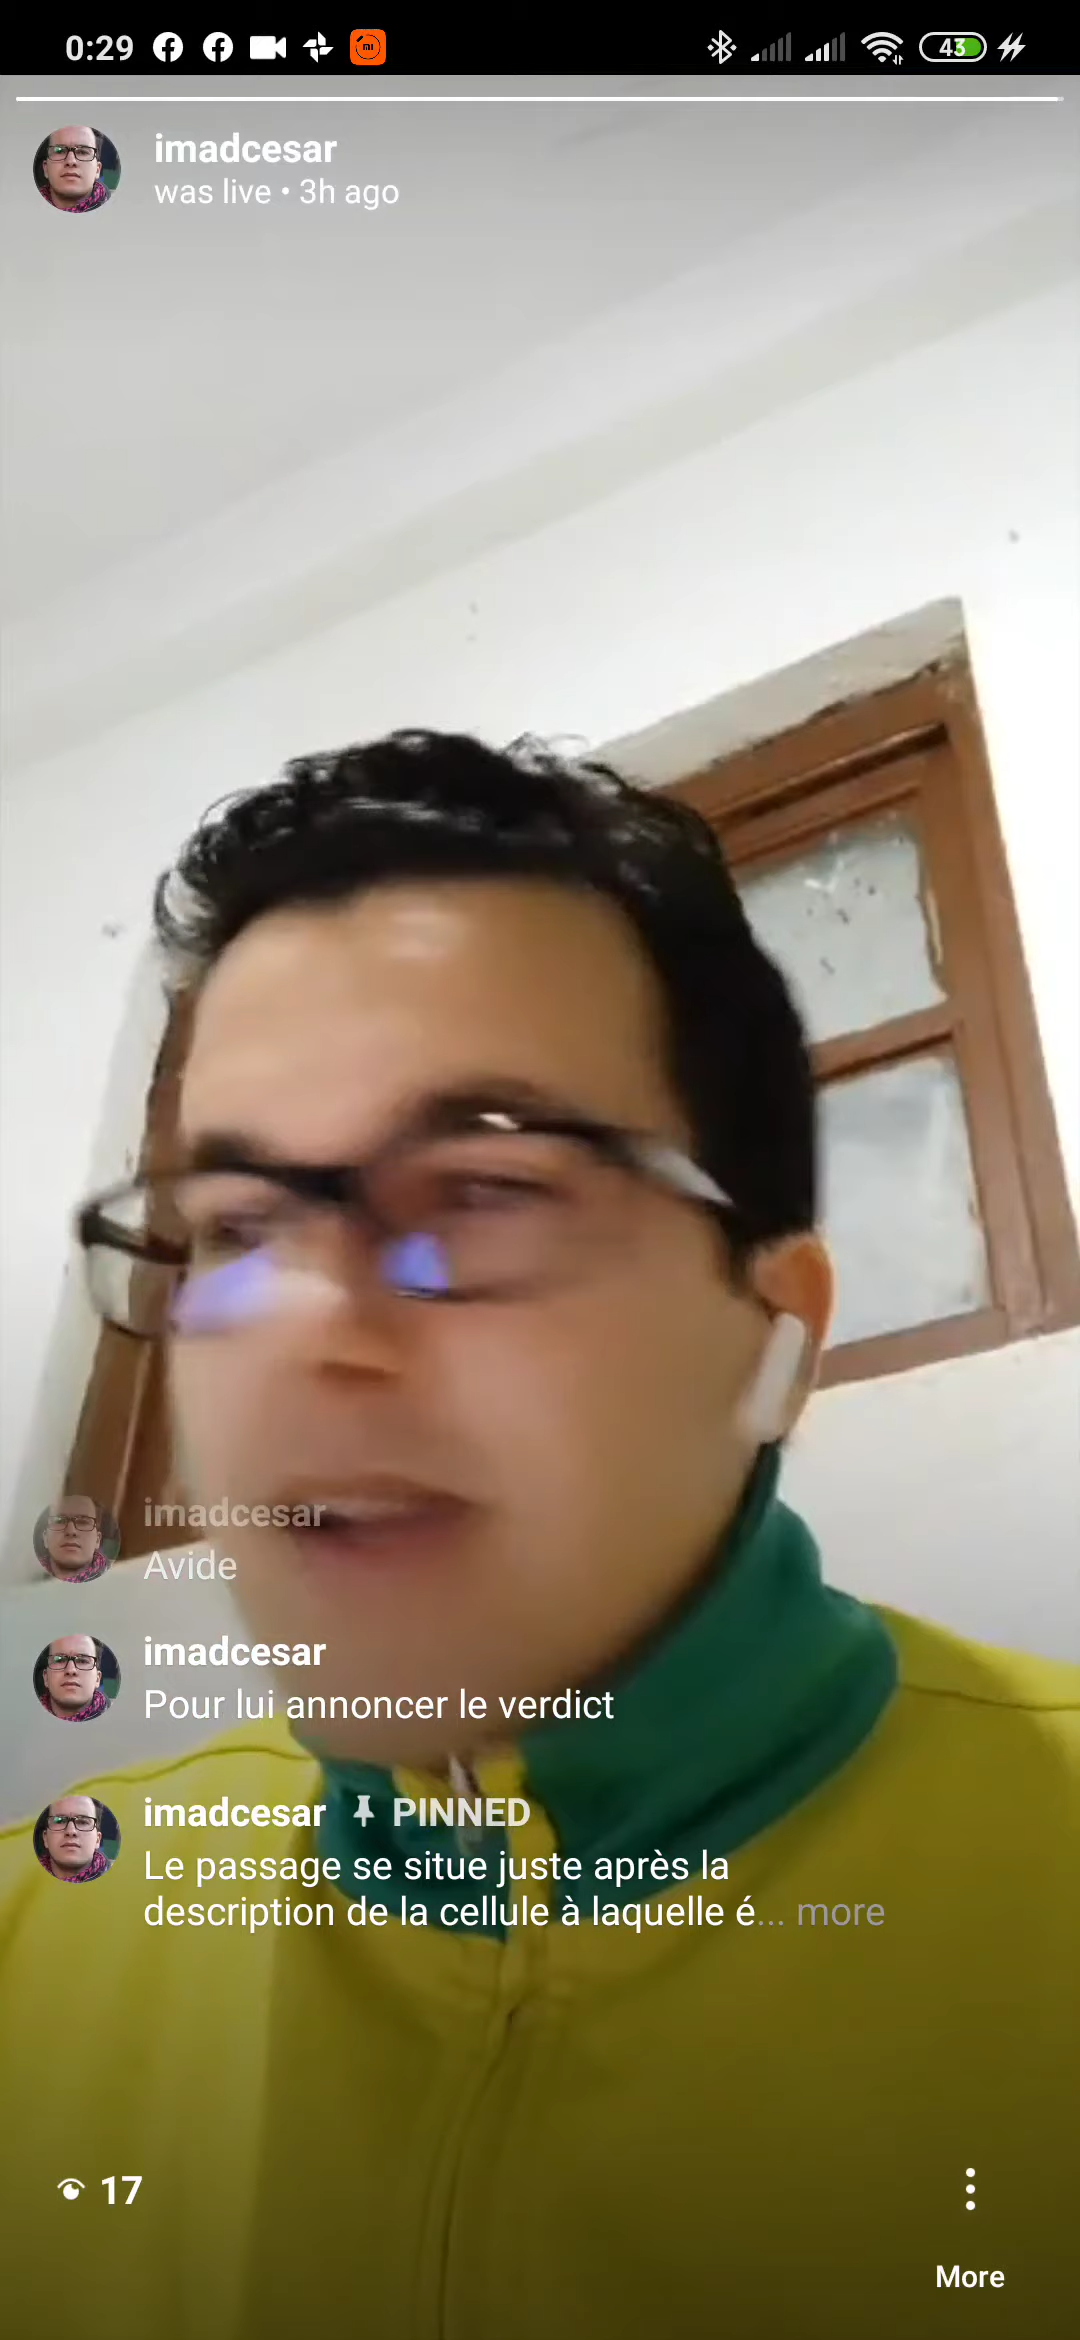 0:29
43
imadcesar
was live • 3h ago
imadcesar
Avide
imadcesar
Pour lui annoncer le verdict
imadcesar PINNED
Le passage se situe juste après la
description de la cellule à laquelle é... more
17
More